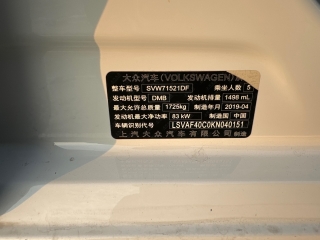 大众汽车(VOLKSWAGEN)
整车型号 SVW71521DF 乘坐人数 5
发动机型号 DMB 发动机排量 1498 mL
最大允许总质量 1725kg 制造年月 2019-04
发动机最大净功率 83 kW 制造国 中国
车辆识别代号 LSVAF40C0KN040151
上汽大众汽车有限公司制造